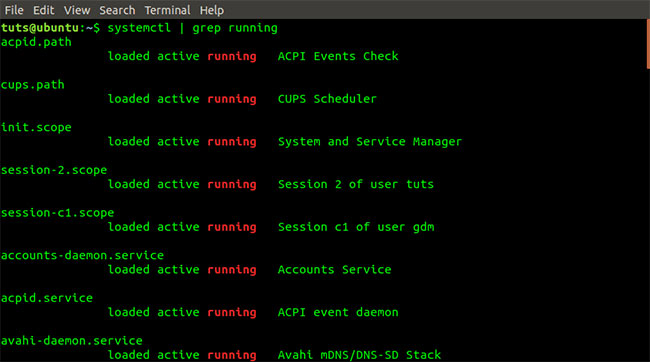 File Edit View Search Terminal Help
tuts@ubuntu:~$ systemctl | grep running
acpid.path
loaded active running ACPI Events Check
cups.path
loaded active running CUPS Scheduler
init.scope
loaded active running System and Service Manager
session-2.scope
loaded active running Session 2 of user tuts
session-c1.scope
loaded active running Session c1 of user gdm
accounts-daemon.service
loaded active running Accounts Service
acpid.service
loaded active running ACPI event daemon
avahi-daemon.service
loaded active running Avahi mDNS/DNS-SD Stack